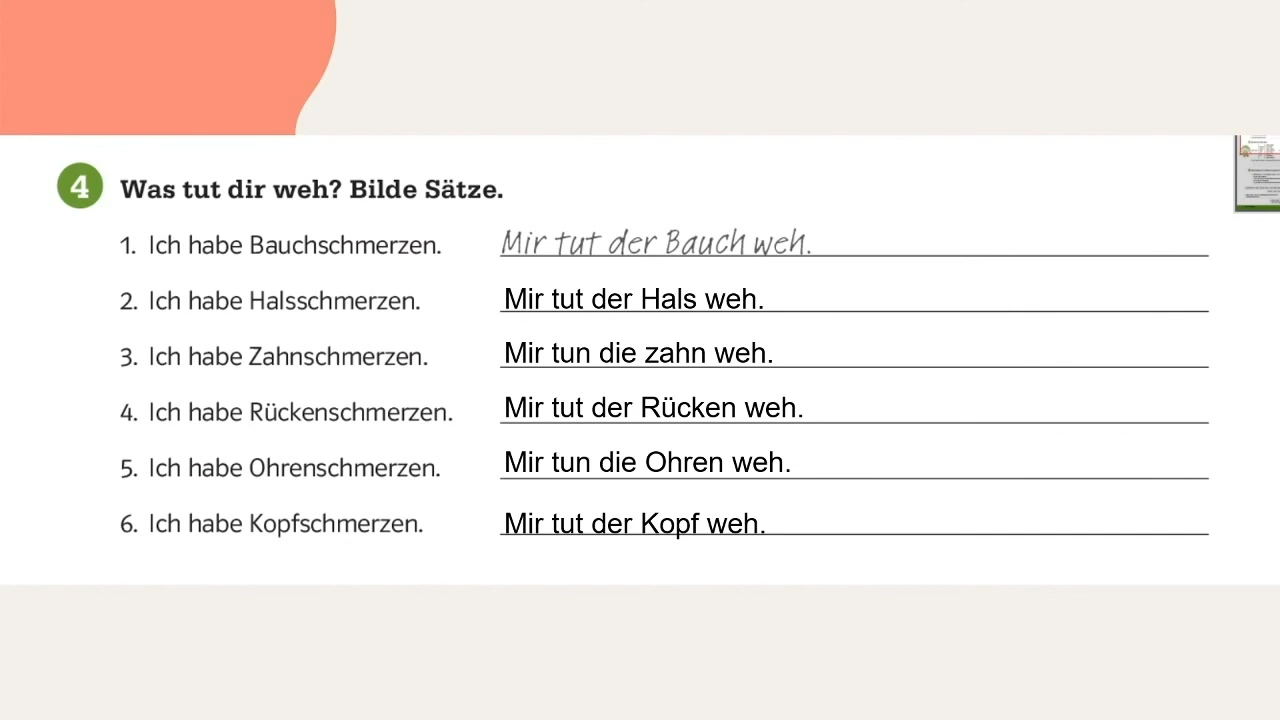 4 Was tut dir weh? Bilde Sätze.
1. Ich habe Bauchschmerzen. Mir tut der Bauch weh.
2. Ich habe Halsschmerzen. Mir tut der Hals weh.
3. Ich habe Zahnschmerzen. Mir tun die zahn weh.
4. Ich habe Rückenschmerzen. Mir tut der Rücken weh.
5. Ich habe Ohrenschmerzen. Mir tun die Ohren weh.
6. Ich habe Kopfschmerzen. Mir tut der Kopf weh.